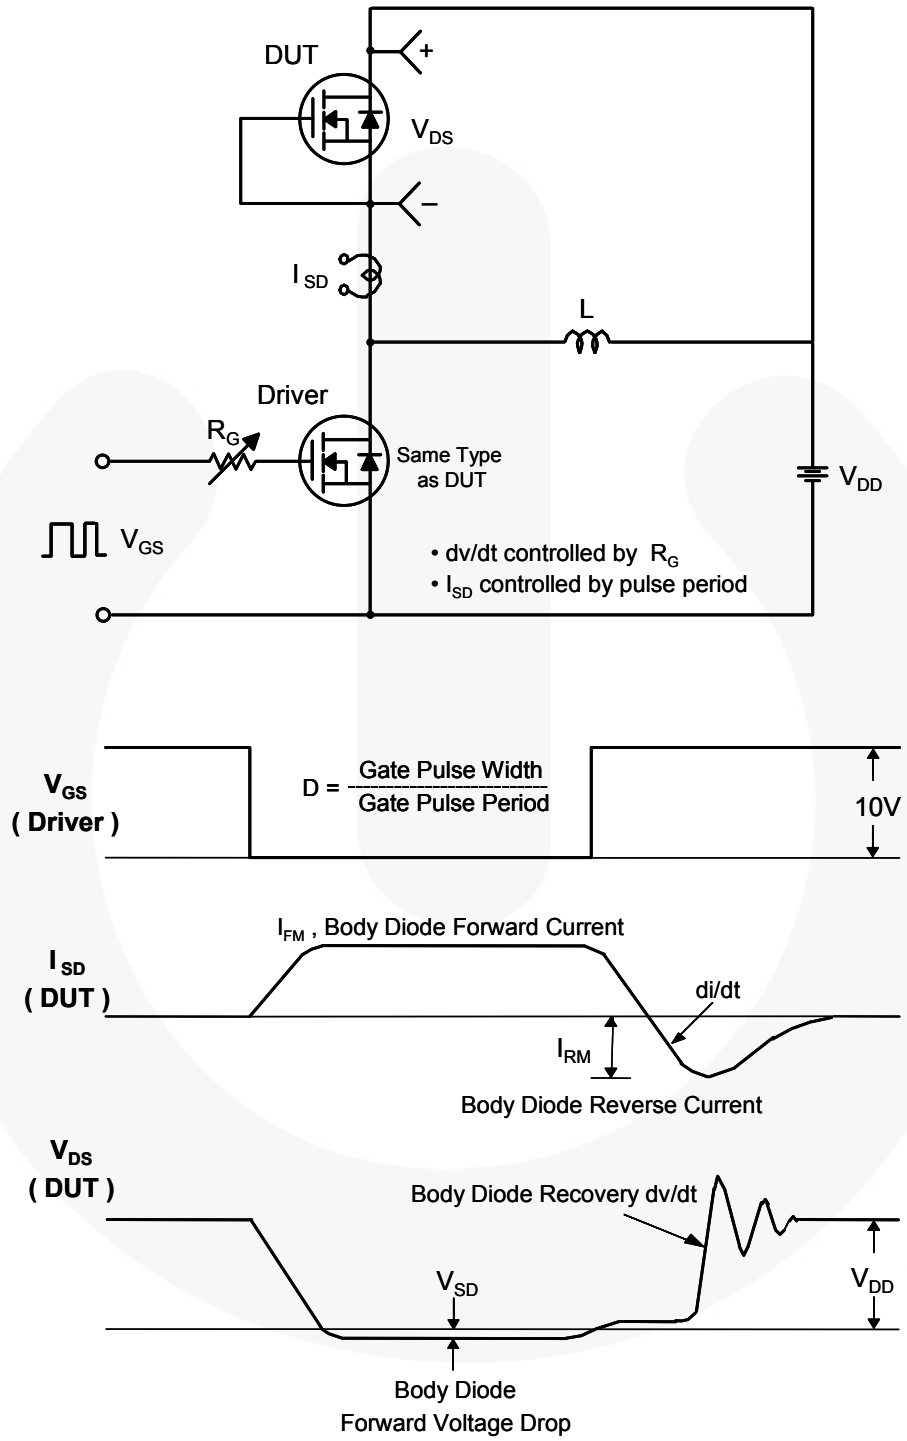 DUT
+
V_DS
−
I_SD
L
Driver
R_G
Same Type
as DUT
V_DD
V_GS
• dv/dt controlled by R_G
• I_SD controlled by pulse period
V_GS
( Driver )
D = Gate Pulse Width
Gate Pulse Period
10V
I_FM , Body Diode Forward Current
I_SD
( DUT )
di/dt
I_RM
Body Diode Reverse Current
V_DS
( DUT )
Body Diode Recovery dv/dt
V_SD
V_DD
Body Diode
Forward Voltage Drop